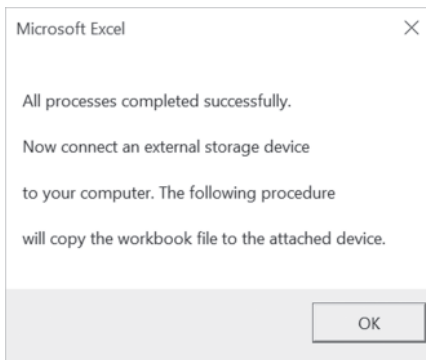 Microsoft Excel
All processes completed successfully.
Now connect an external storage device
to your computer. The following procedure
will copy the workbook file to the attached device.
OK